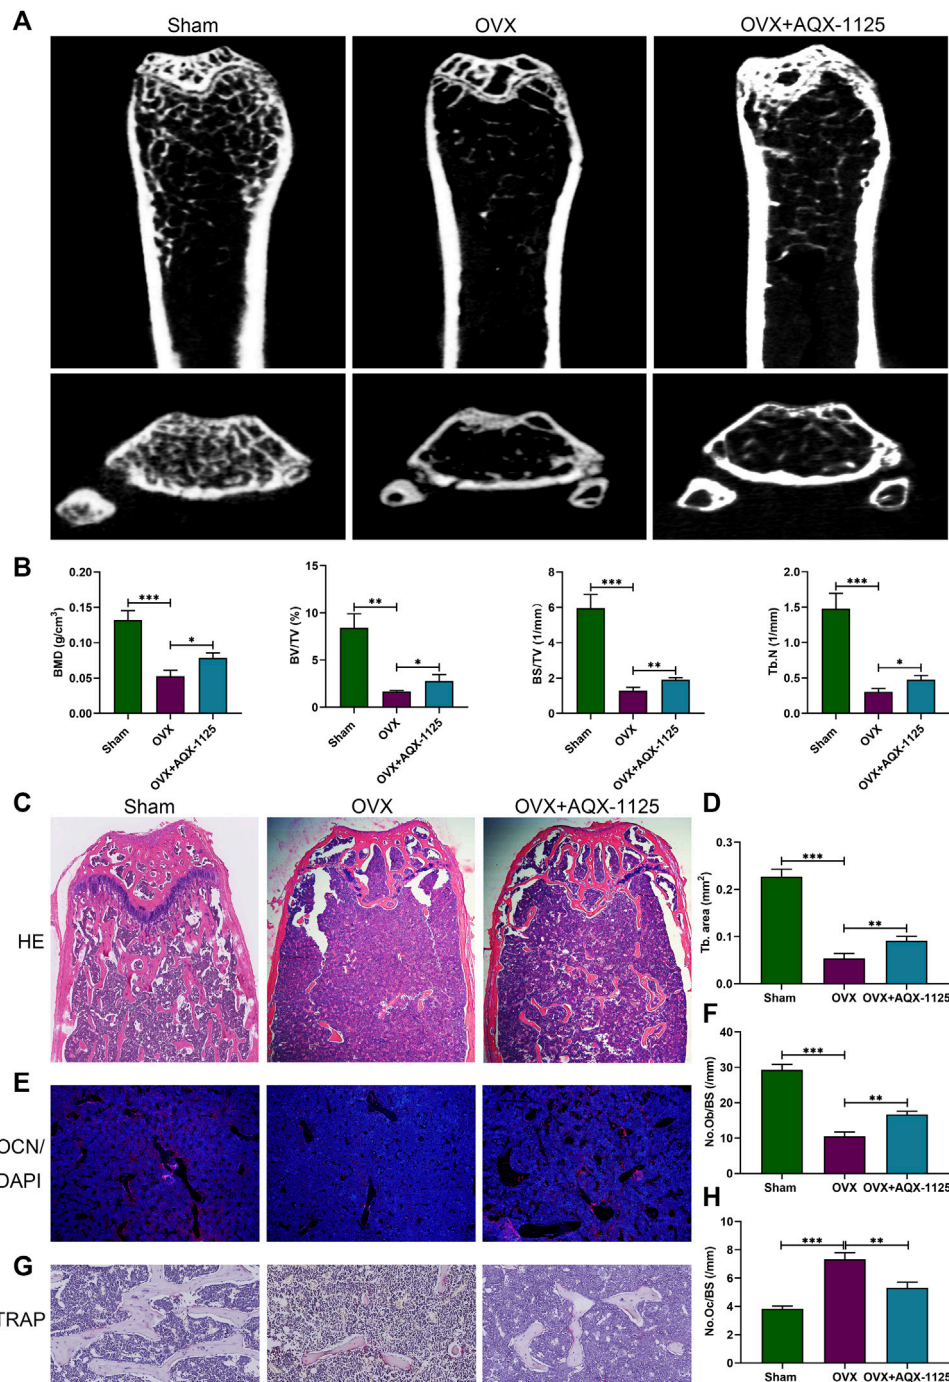 A
Sham OVX OVX+AQX-1125
B
BMD (g/cm³)
0.20
0.15
0.10
0.05
0.00
***
*
Sham
OVX
OVX+AQX-1125
BV/TV (%)
15
10
5
0
**
*
Sham
OVX
OVX+AQX-1125
BS/TV (1/mm)
6
4
2
0
***
**
Sham
OVX
OVX+AQX-1125
Tb.N (1/mm)
2.0
1.5
1.0
0.5
0.0
***
*
Sham
OVX
OVX+AQX-1125
C
Sham OVX OVX+AQX-1125
HE
D
Tb. area (mm²)
0.2
0.1
0.0
***
**
Sham OVX OVX+AQX-1125
E
OCN/
DAPI
F
No.Ob/BS (/mm)
40
30
20
10
0
***
**
Sham OVX OVX+AQX-1125
G
TRAP
H
No.Oc/BS (/mm)
10
8
6
4
2
0
***
**
Sham OVX OVX+AQX-1125